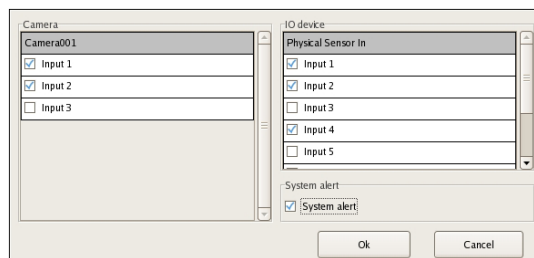 Camera
Camera001
Input 1
Input 2
Input 3
IO device
Physical Sensor In
Input 1
Input 2
Input 3
Input 4
Input 5
System alert
System alert
Ok
Cancel